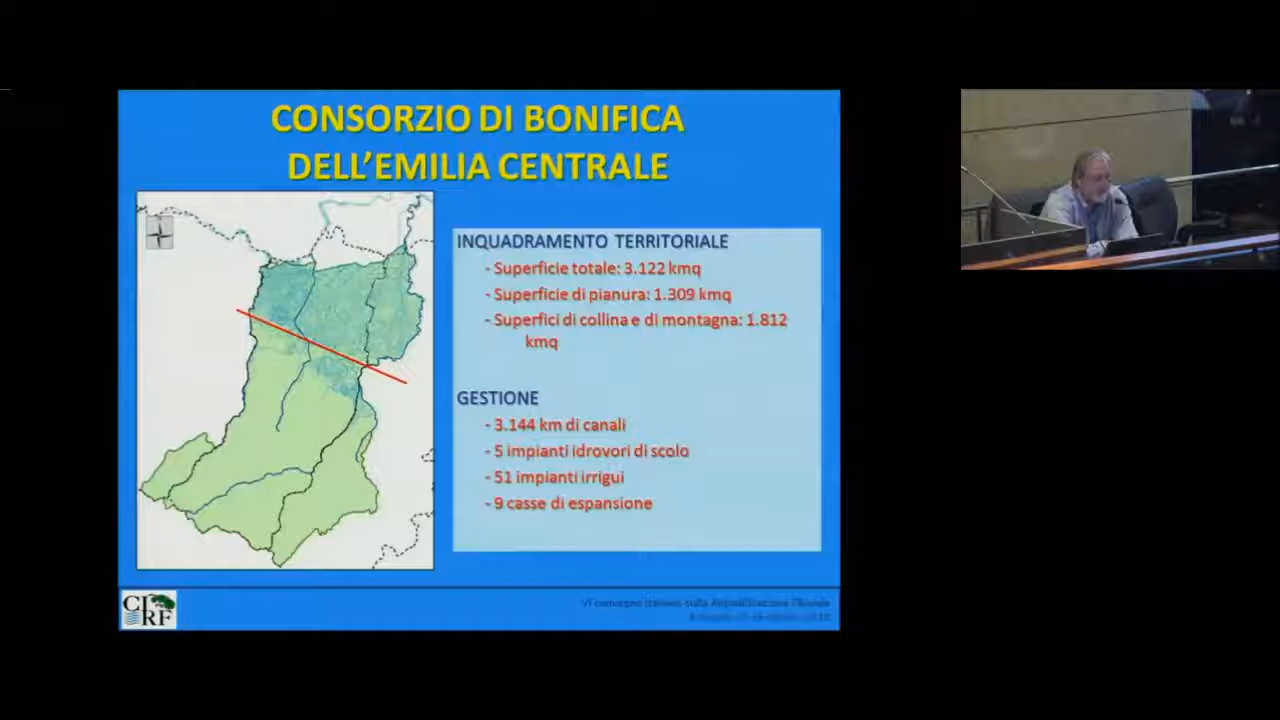 CONSORZIO DI BONIFICA
DELL'EMILIA CENTRALE
INQUADRAMENTO TERRITORIALE
- Superficie totale: 3.122 kmq
- Superficie di pianura: 1.309 kmq
- Superfici di collina e di montagna: 1.812
kmq
GESTIONE
- 3.144 km di canali
- 5 impianti idrovori di scolo
- 51 impianti irrigui
- 9 casse di espansione
CI
RF